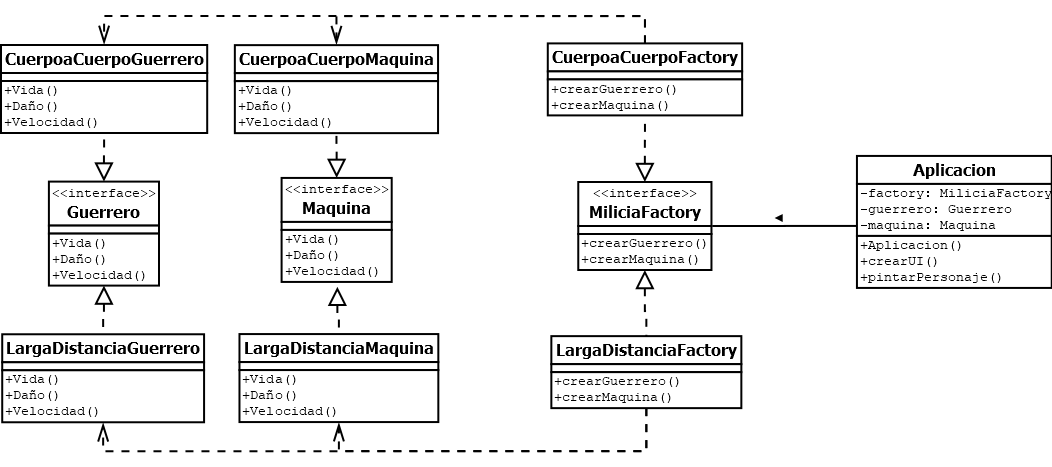 CuerpoaCuerpoGuerrero
+Vida()
+Daño()
+Velocidad()
CuerpoaCuerpoMaquina
+Vida()
+Daño()
+Velocidad()
CuerpoaCuerpoFactory
+crearGuerrero()
+crearMaquina()
<<interface>>
Guerrero
+Vida()
+Daño()
+Velocidad()
<<interface>>
Maquina
+Vida()
+Daño()
+Velocidad()
<<interface>>
MiliciaFactory
+crearGuerrero()
+crearMaquina()
Aplicacion
-factory: MiliciaFactory
-guerrero: Guerrero
-maquina: Maquina
+Aplicacion()
+crearUI()
+pintarPersonaje()
LargaDistanciaGuerrero
+Vida()
+Daño()
+Velocidad()
LargaDistanciaMaquina
+Vida()
+Daño()
+Velocidad()
LargaDistanciaFactory
+crearGuerrero()
+crearMaquina()